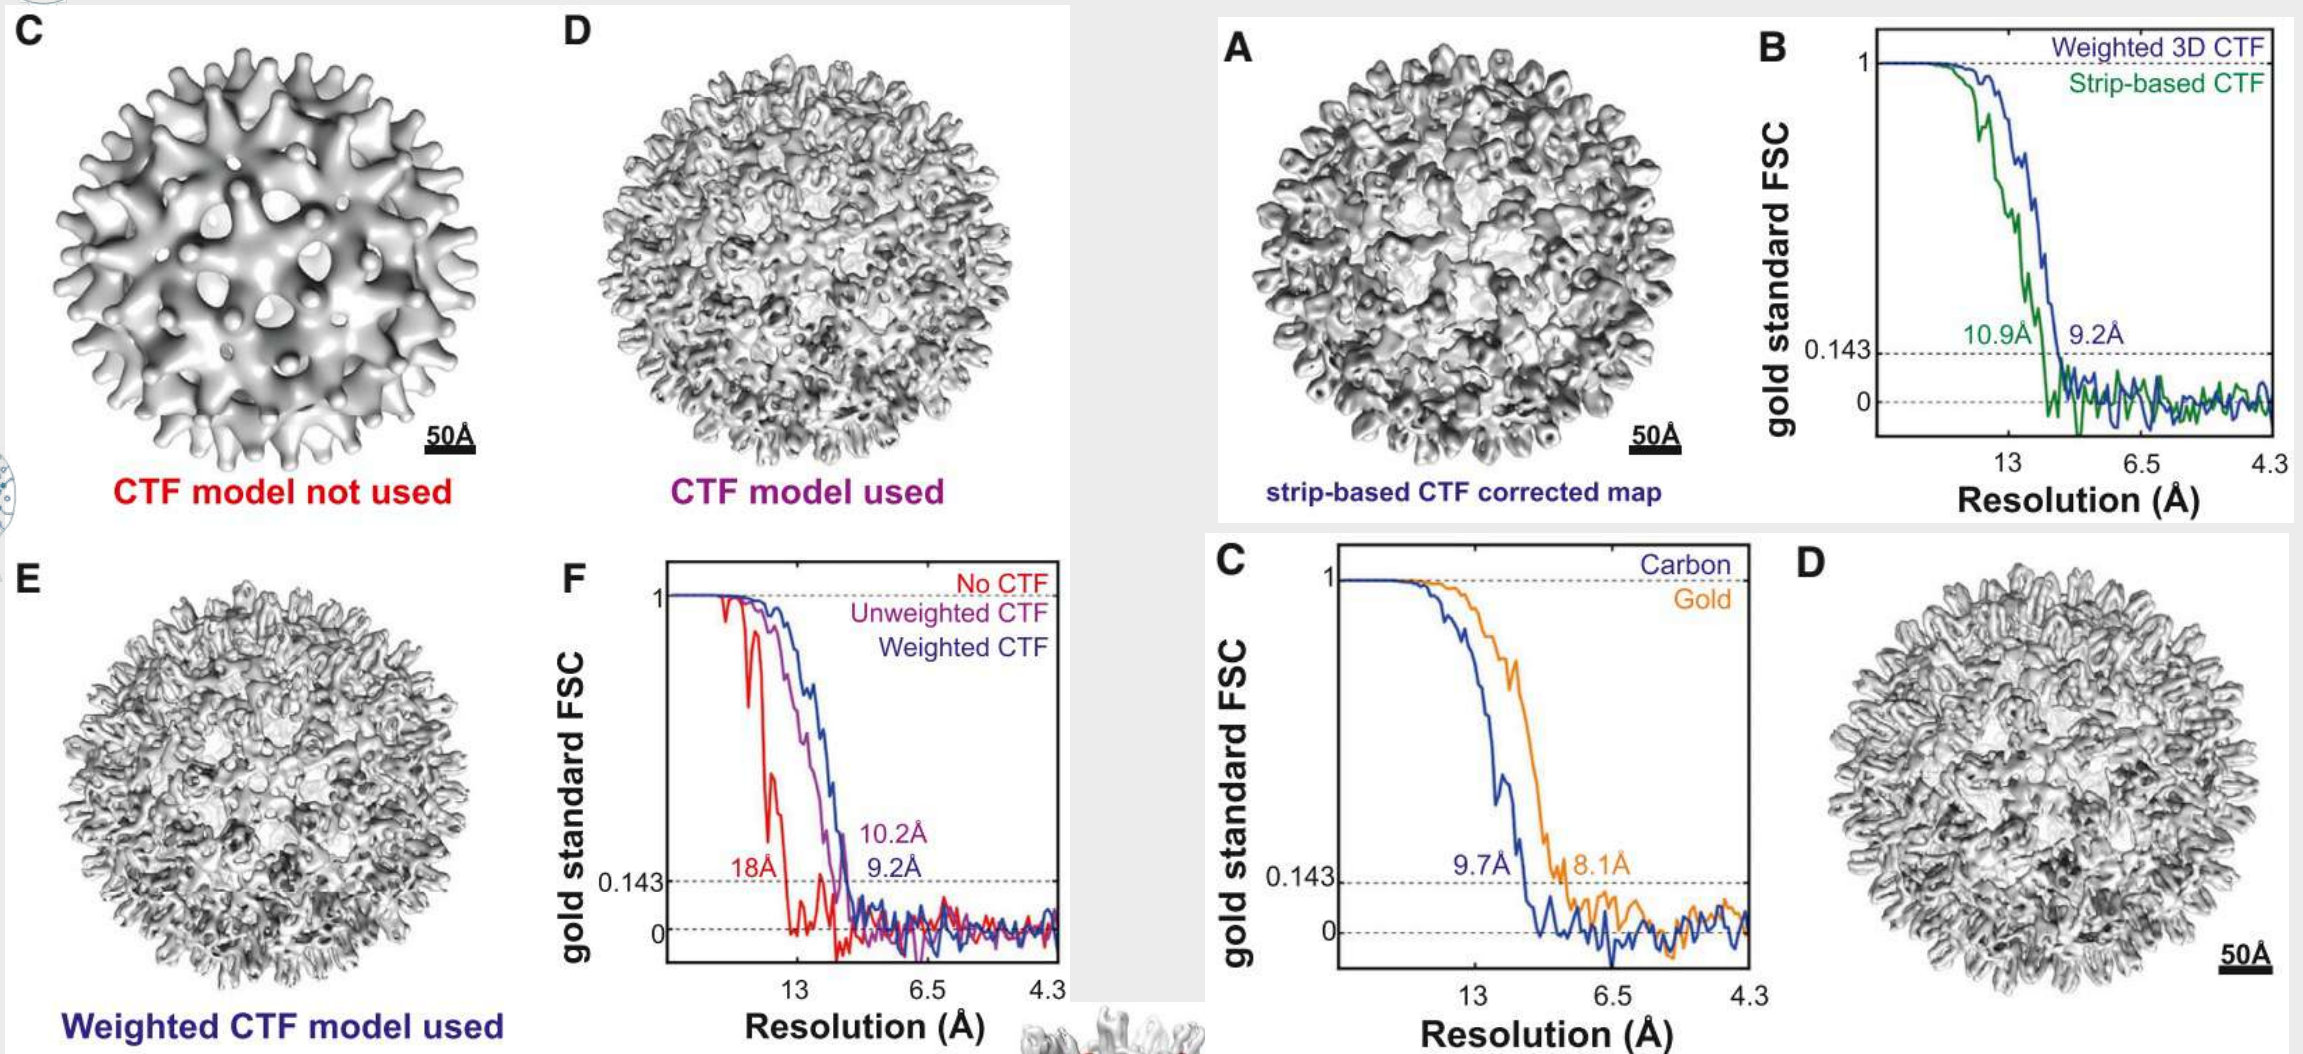 C
D
50Å
CTF model not used
CTF model used
E
F
No CTF
Unweighted CTF
Weighted CTF
1
gold standard FSC
10.2Å
18Å
9.2Å
0.143
0
13
6.5
4.3
Resolution (Å)
Weighted CTF model used
A
B
Weighted 3D CTF
Strip-based CTF
1
gold standard FSC
10.9Å
9.2Å
0.143
0
50Å
13
6.5
4.3
strip-based CTF corrected map
Resolution (Å)
C
D
Carbon
Gold
1
gold standard FSC
9.7Å
8.1Å
0.143
0
50Å
13
6.5
4.3
Resolution (Å)